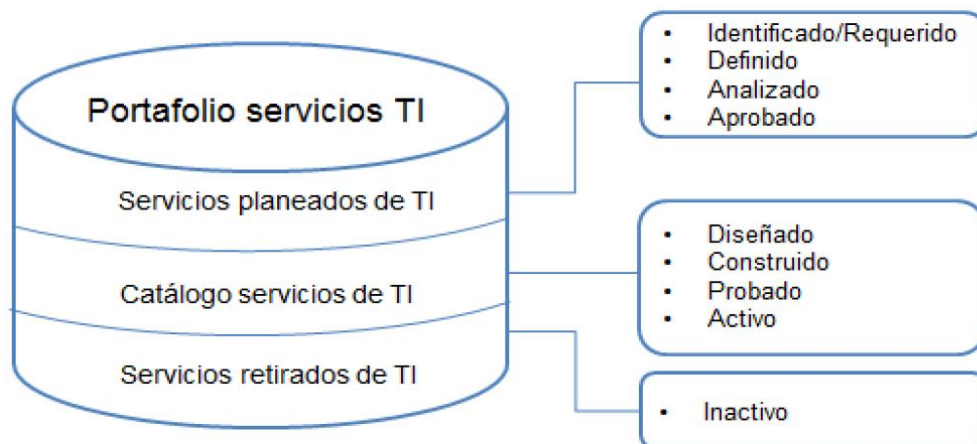 Portafolio servicios TI
Servicios planeados de TI
Catálogo servicios de TI
Servicios retirados de TI
• Identificado/Requerido
• Definido
• Analizado
• Aprobado
• Diseñado
• Construido
• Probado
• Activo
• Inactivo